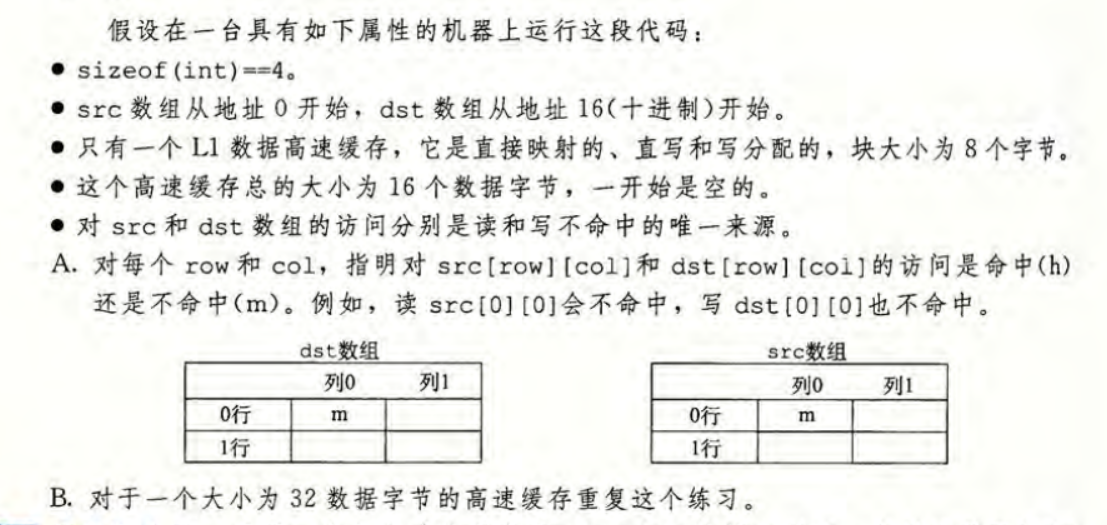 假设在一台具有如下属性的机器上运行这段代码：
● sizeof(int)==4。
● src 数组从地址 0 开始，dst 数组从地址 16(十进制)开始。
● 只有一个 L1 数据高速缓存，它是直接映射的、直写和写分配的，块大小为 8 个字节。
● 这个高速缓存总的大小为 16 个数据字节，一开始是空的。
● 对 src 和 dst 数组的访问分别是读和写不命中的唯一来源。
A. 对每个 row 和 col，指明对 src[row][col]和 dst[row][col]的访问是命中(h)
还是不命中(m)。例如，读 src[0][0]会不命中，写 dst[0][0]也不命中。
dst数组
列0 列1
0行 m
1行
src数组
列0 列1
0行 m
1行
B. 对于一个大小为 32 数据字节的高速缓存重复这个练习。